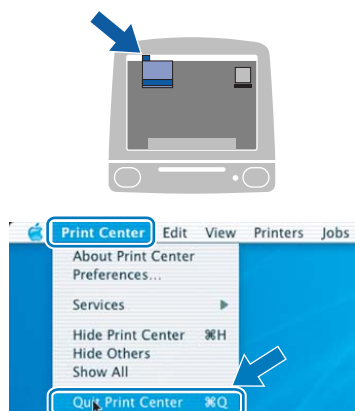 Print Center Edit View Printers Jobs
About Print Center
Preferences...
Services
Hide Print Center ⌘H
Hide Others
Show All
Quit Print Center ⌘Q